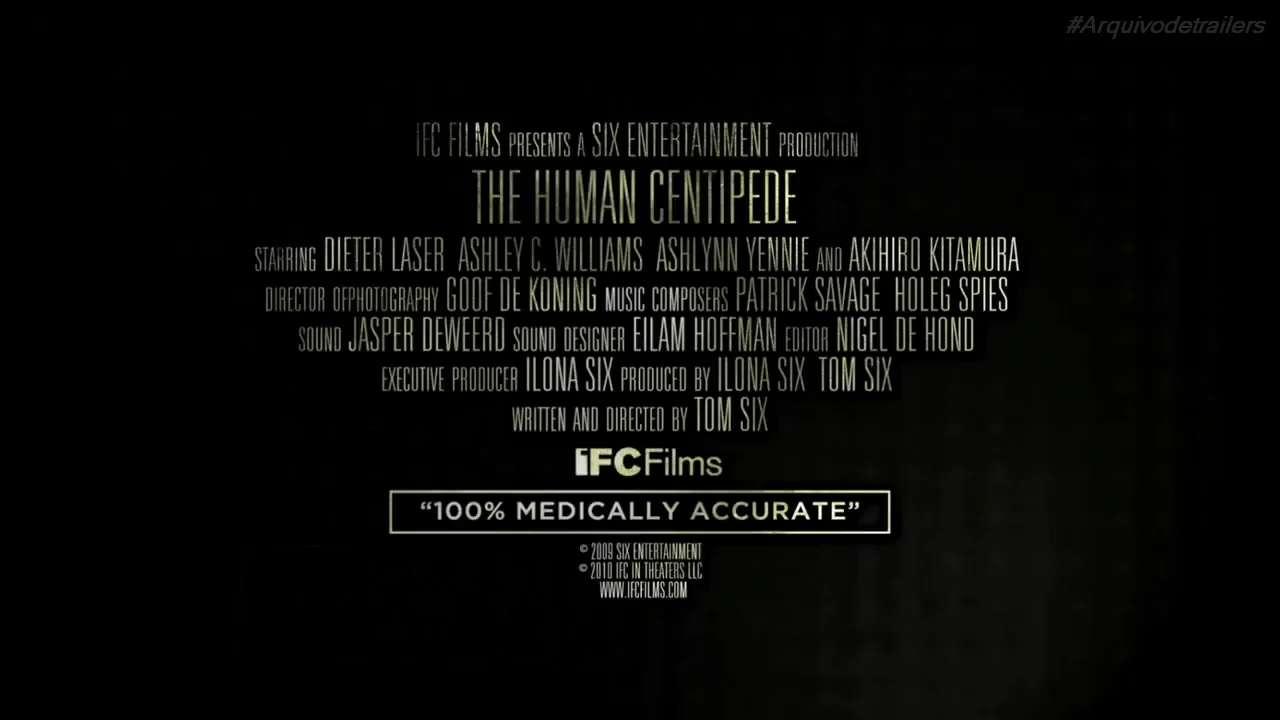 #Arquivodetrailers
IFC FILMS PRESENTS A SIX ENTERTAINMENT PRODUCTION
THE HUMAN CENTIPEDE
STARRING DIETER LASER ASHLEY C. WILLIAMS ASHLYNN YENNIE AND AKIHIRO KITAMURA
DIRECTOR OFPHOTOGRAPHY GOOF DE KONING MUSIC COMPOSERS PATRICK SAVAGE HOLEG SPIES
SOUND JASPER DEWEERD SOUND DESIGNER EILAM HOFFMAN EDITOR NIGEL DE HOND
EXECUTIVE PRODUCER ILONA SIX PRODUCED BY ILONA SIX TOM SIX
WRITTEN AND DIRECTED BY TOM SIX
iFC Films
“100% MEDICALLY ACCURATE”
© 2009 SIX ENTERTAINMENT
© 2010 IFC IN THEATERS LLC
WWW.IFCFILMS.COM